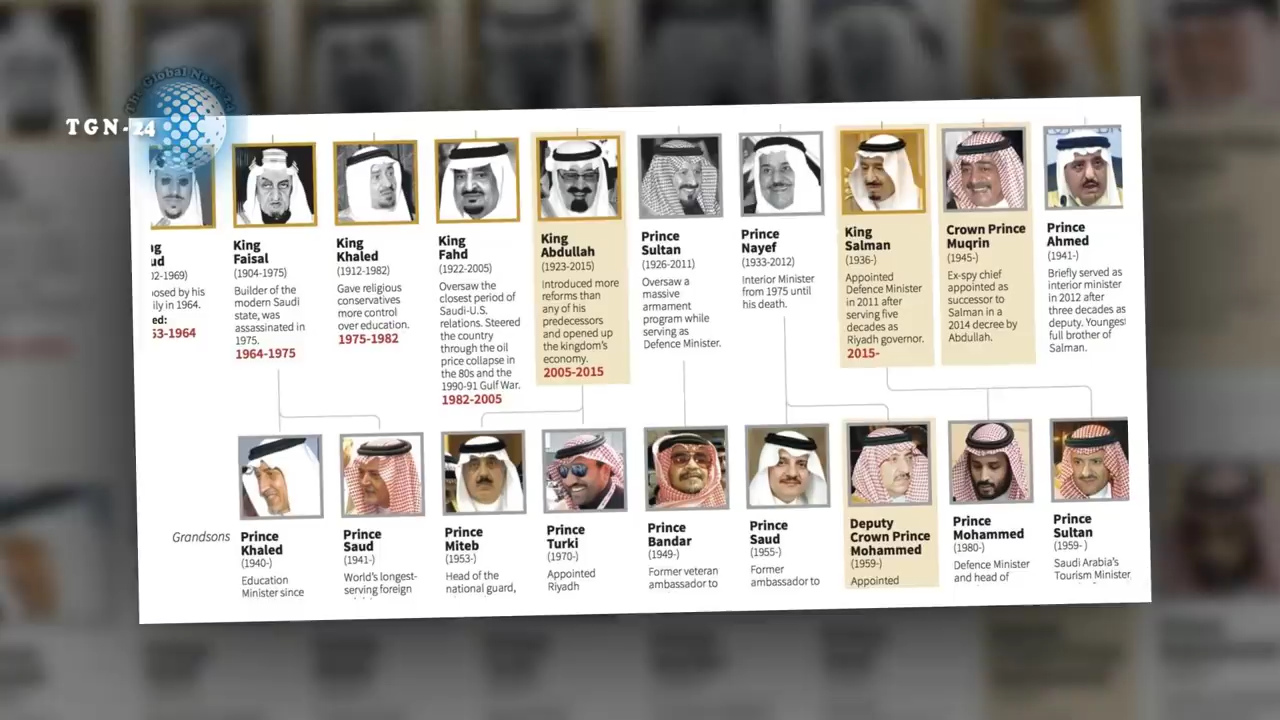 The Global News 24
TGN-24
King
Faisal
(1904-1975)
Builder of the
modern Saudi
state, was
assassinated in
1975.
1964-1975
King
Khaled
(1912-1982)
Gave religious
conservatives
more control
over education.
1975-1982
King
Fahd
(1922-2005)
Oversaw the
closest period of
Saudi-U.S.
relations. Steered
the country
through the oil
price collapse in
the 80s and the
1990-91 Gulf War.
1982-2005
King
Abdullah
(1923-2015)
Introduced more
reforms than
any of his
predecessors
and opened up
the kingdom's
economy.
2005-2015
Prince
Sultan
(1926-2011)
Oversaw a
massive
armament
program while
serving as
Defence Minister.
Prince
Nayef
(1933-2012)
Interior Minister
from 1975 until
his death.
King
Salman
(1936-)
Appointed
Defence Minister
in 2011 after
serving five
decades as
Riyadh governor.
2015-
Crown Prince
Muqrin
(1945-)
Ex-spy chief
appointed as
successor to
Salman in a
2014 decree by
Abdullah.
Prince
Ahmed
(1941-)
Briefly served as
interior minister
in 2012 after
three decades as
deputy. Youngest
full brother of
Salman.
Grandsons
Prince
Khaled
(1940-)
Education
Minister since
Prince
Saud
(1941-)
World's longest-
serving foreign
Prince
Miteb
(1953-)
Head of the
national guard,
Prince
Turki
(1970-)
Appointed
Riyadh
Prince
Bandar
(1949-)
Former veteran
ambassador to
Prince
Saud
(1955-)
Former
ambassador to
Deputy
Crown Prince
Mohammed
(1959-)
Appointed
Prince
Mohammed
(1980-)
Defence Minister
and head of
Prince
Sultan
(1959- )
Saudi Arabia's
Tourism Minister